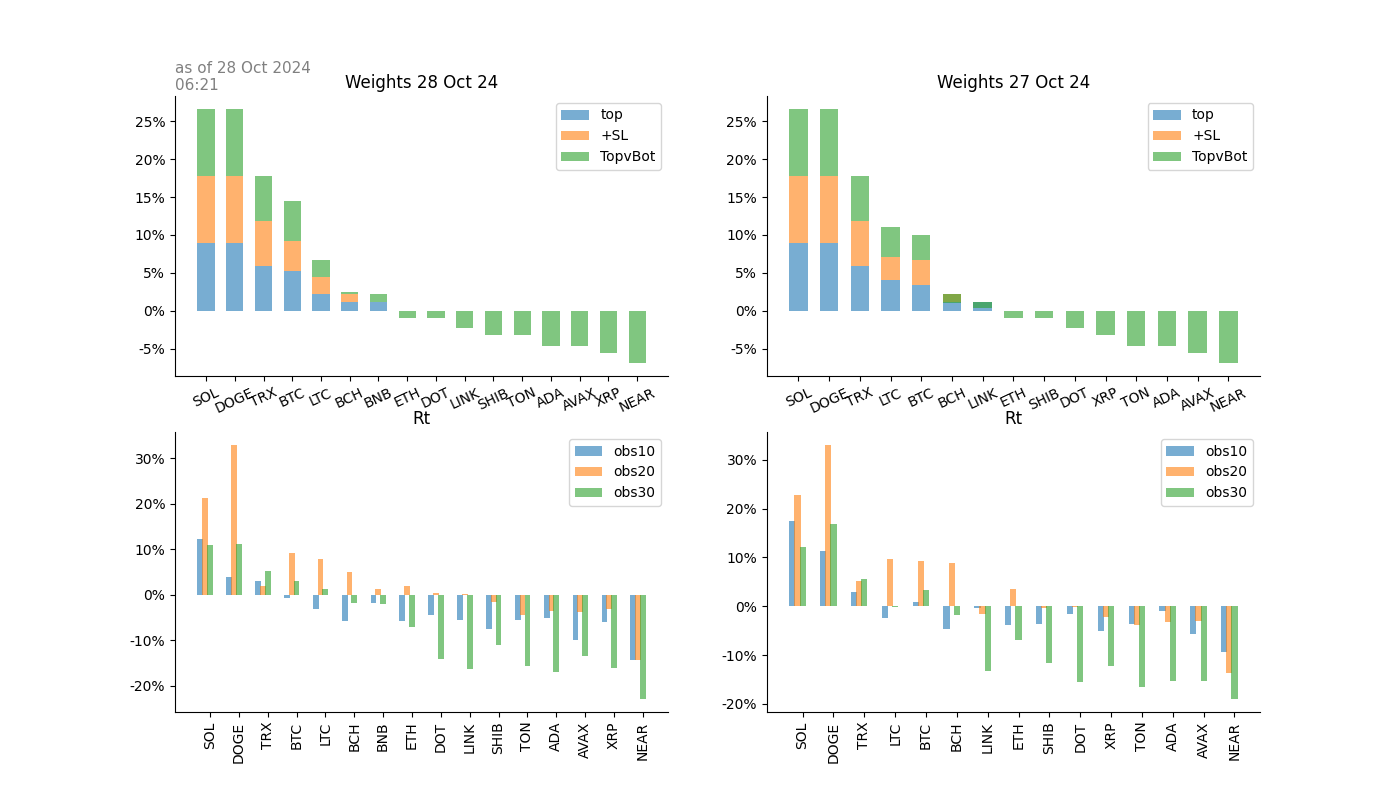 as of 28 Oct 2024
06:21
Weights 28 Oct 24
25%
20%
15%
10%
5%
0%
-5%
top
+SL
TopvBot
SOL DOGE TRX BTC LTC BCH BNB ETH DOT LINK SHIB TON ADA AVAX XRP NEAR
Weights 27 Oct 24
25%
20%
15%
10%
5%
0%
-5%
top
+SL
TopvBot
SOL DOGE TRX LTC BTC BCH LINK ETH SHIB DOT XRP TON ADA AVAX NEAR
Rt
30%
20%
10%
0%
-10%
-20%
obs10
obs20
obs30
SOL DOGE TRX BTC LTC BCH BNB ETH DOT LINK SHIB TON ADA AVAX XRP NEAR
Rt
30%
20%
10%
0%
-10%
-20%
obs10
obs20
obs30
SOL DOGE TRX LTC BTC BCH LINK ETH SHIB DOT XRP TON ADA AVAX NEAR